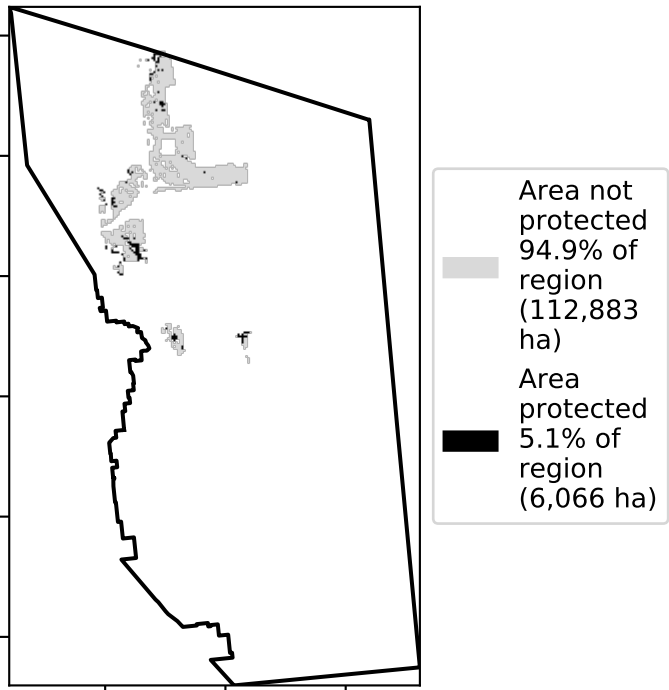 Area not
protected
94.9% of
region
(112,883
ha)
Area
protected
5.1% of
region
(6,066 ha)